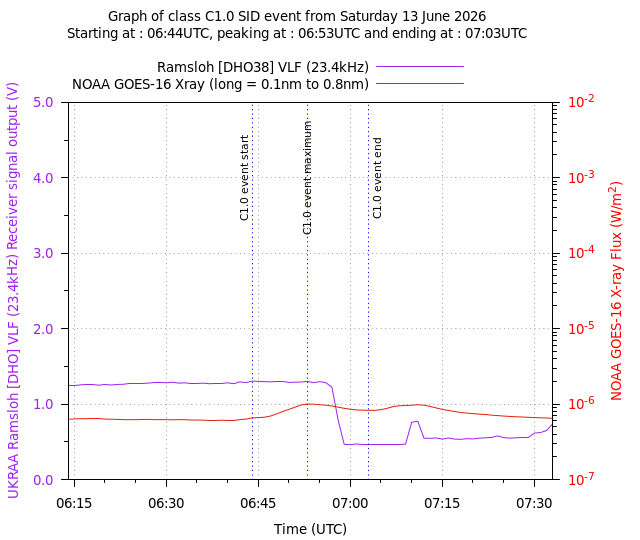 Graph of class C1.0 SID event from Saturday 13 June 2026
Starting at : 06:44UTC, peaking at : 06:53UTC and ending at : 07:03UTC
Ramsloh [DHO38] VLF (23.4kHz)
NOAA GOES-16 Xray (long = 0.1nm to 0.8nm)
UKRAA Ramsloh [DHO] VLF (23.4kHz) Receiver signal output (V)
5.0
4.0
3.0
2.0
1.0
0.0
C1.0 event start
C1.0 event maximum
C1.0 event end
10-2
10-3
10-4
10-5
10-6
10-7
NOAA GOES-16 X-ray Flux (W/m²)
06:15 06:30 06:45 07:00 07:15 07:30
Time (UTC)